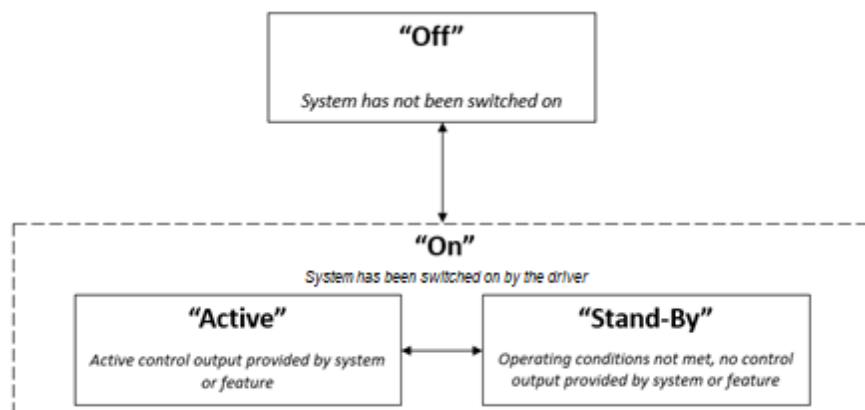 “Off”
System has not been switched on
“On”
System has been switched on by the driver
“Active”
Active control output provided by system
or feature
“Stand-By”
Operating conditions not met, no control
output provided by system or feature